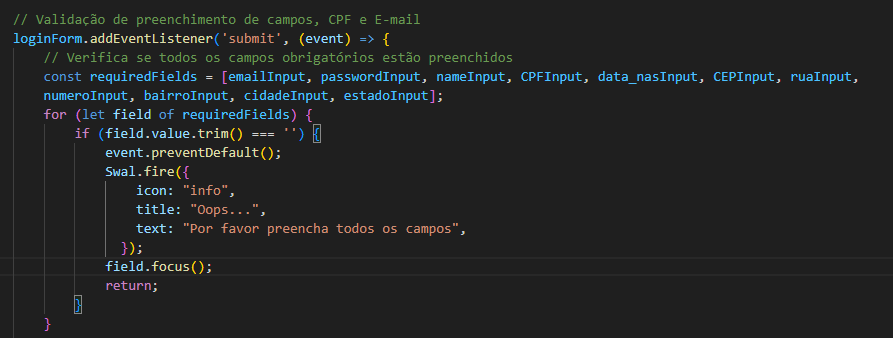 // Validação de preenchimento de campos, CPF e E-mail
loginForm.addEventListener('submit', (event) => {
// Verifica se todos os campos obrigatórios estão preenchidos
const requiredFields = [emailInput, passwordInput, nameInput, CPFInput, data_nasInput, CEPInput, ruaInput,
numeroInput, bairroInput, cidadeInput, estadoInput];
for (let field of requiredFields) {
if (field.value.trim() === '') {
event.preventDefault();
Swal.fire({
icon: "info",
title: "Oops...",
text: "Por favor preencha todos os campos",
});
field.focus();
return;
}
}